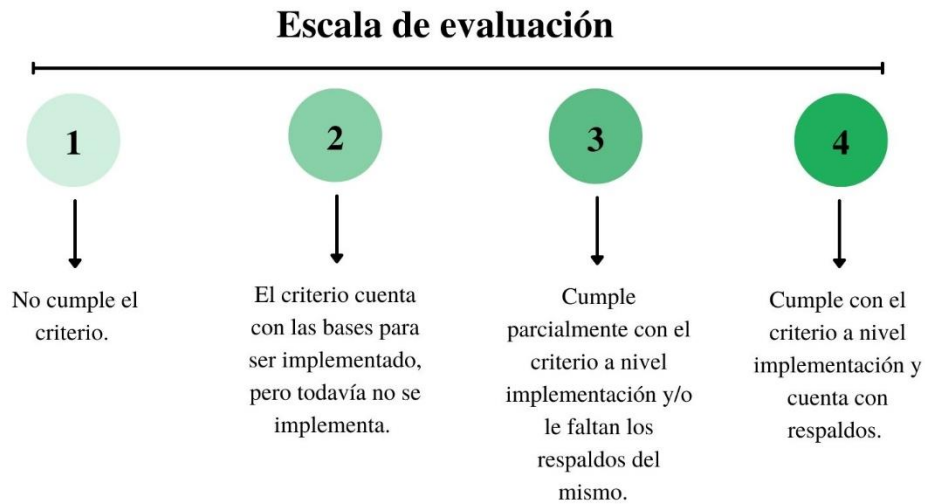 Escala de evaluación
1
2
3
4
No cumple el
criterio.
El criterio cuenta
con las bases para
ser implementado,
pero todavía no se
implementa.
Cumple
parcialmente con el
criterio a nivel
implementación y/o
le faltan los
respaldos del
mismo.
Cumple con el
criterio a nivel
implementación y
cuenta con
respaldos.